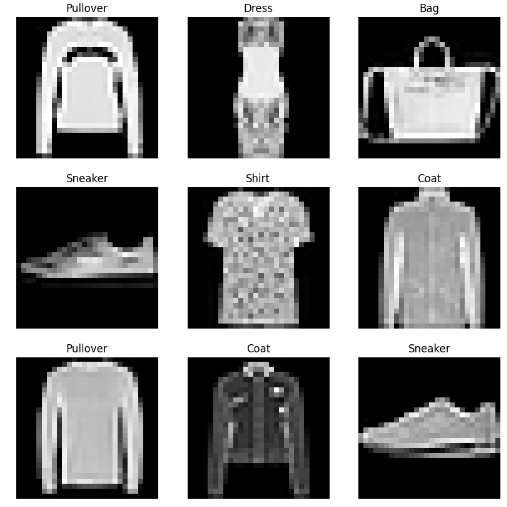 Pullover
Dress
Bag
Sneaker
Shirt
Coat
Pullover
Coat
Sneaker